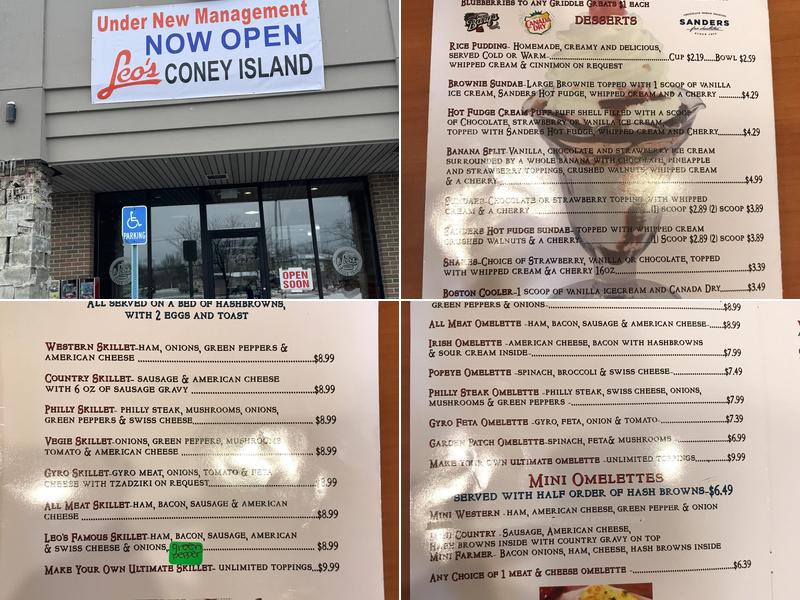 Under New Management
NOW OPEN
Leo's CONEY ISLAND
PARKING
OPEN
SOON
Blueberries to any Griddle Greats $1 each
CANADA
DRY
Desserts
SANDERS
Rice Pudding- Homemade, creamy and delicious,
served Cold or Warm-...Cup $2.19.....Bowl $2.59
whipped cream & cinnimon on request
Brownie Sundae-Large Brownie topped with 1 scoop of vanilla
ice cream, Sanders Hot fudge, whipped cream and a cherry...$4.29
Hot Fudge Cream Puff-puff shell filled with a scoop
of Chocolate, strawberry or vanilla ice cream,
topped with Sanders Hot fudge, whipped cream and Cherry...$4.29
Banana Split-Vanilla, chocolate and strawberry ice cream
surrounded by a whole banana with chocolate, pineapple
and strawberry toppings, crushed walnuts, whipped cream
& a cherry...$4.99
Sundaes-Chocolate or strawberry topping with whipped
cream & a cherry...(1) Scoop $2.89 (2) scoop $3.89
Sanders Hot fudge sundae- topped with whipped cream
crushed walnuts & a cherry...(1) Scoop $2.89 (2) scoop $3.89
Shakes-Choice of Strawberry, vanilla or chocolate, topped
with whipped cream &a cherry 16oz...$3.39
Boston Cooler-1 scoop of vanilla icecream and Canada Dry...$3.49
All served on a bed of hashbrowns,
with 2 eggs and toast
Western Skillet-ham, onions, green peppers &
american cheese ...$8.99
Country Skillet- sausage & american cheese
with 6 oz of sausage gravy ...$8.99
Philly Skillet- philly steak, mushrooms, onions,
green peppers & swiss cheese...$8.99
Vegie Skillet-onions, green peppers, mushrooms
tomato & american cheese ...$8.99
Gyro Skillet-gyro meat, onions, tomato & feta
cheese with tzadziki on request...8.99
All Meat Skillet-ham, bacon, sausage & american
cheese ...$8.99
Leo's Famous Skillet-ham, bacon, sausage, american
& swiss cheese & onions, green pepper ...$8.99
Make Your Own Ultimate Skillet- unlimited toppings...$9.99
green peppers & onions...$8.99
All Meat Omelette -ham, bacon, sausage & american cheese-...$8.99
Irish Omelette -american cheese, bacon with hashbrowns
& sour cream inside-...$7.99
Popeye Omelette -spinach, broccoli & swiss cheese-...$7.49
Philly Steak Omelette -philly steak, swiss cheese, onions,
mushrooms & green peppers -...$7.99
Gyro Feta Omelette -gyro, feta, onion & tomato-...$7.39
Garden Patch Omelette-spinach, feta& mushrooms -...$6.99
Make your own ultimate omelette -unlimited toppings...$9.99
Mini Omelettes
served with half order of hash browns-$6.49
Mini Western -ham, american cheese, green pepper & onion
Mini Country -Sausage, American cheese,
hash browns inside with country gravy on top
Mini Farmer- Bacon onions, ham, cheese, hash browns inside
Any Choice of 1 meat & cheese omelette -...$6.39